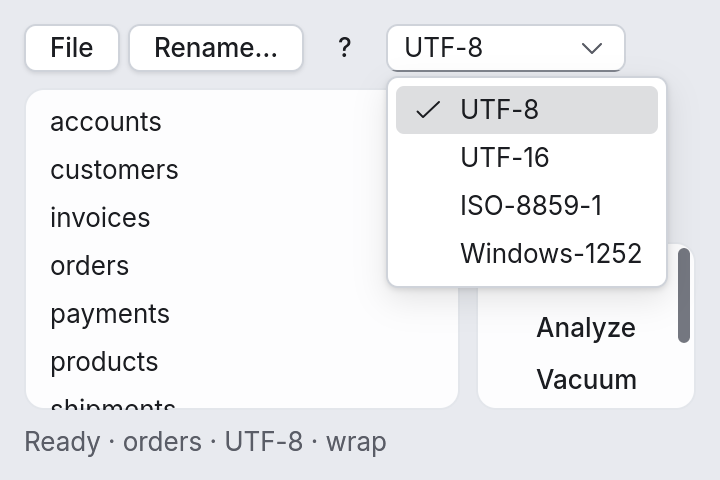 File Rename... ? UTF-8
UTF-8
UTF-16
ISO-8859-1
Windows-1252
accounts
customers
invoices
orders
payments
products
shipments
Analyze
Vacuum
Ready · orders · UTF-8 · wrap